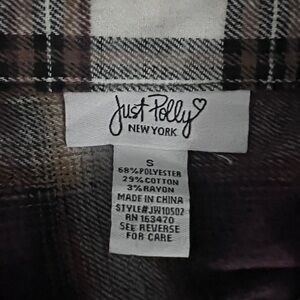 Just Polly♡
NEW YORK
S
68% POLYESTER
29% COTTON
3% RAYON
MADE IN CHINA
STYLE#JW10502
RN 163470
SEE REVERSE
FOR CARE